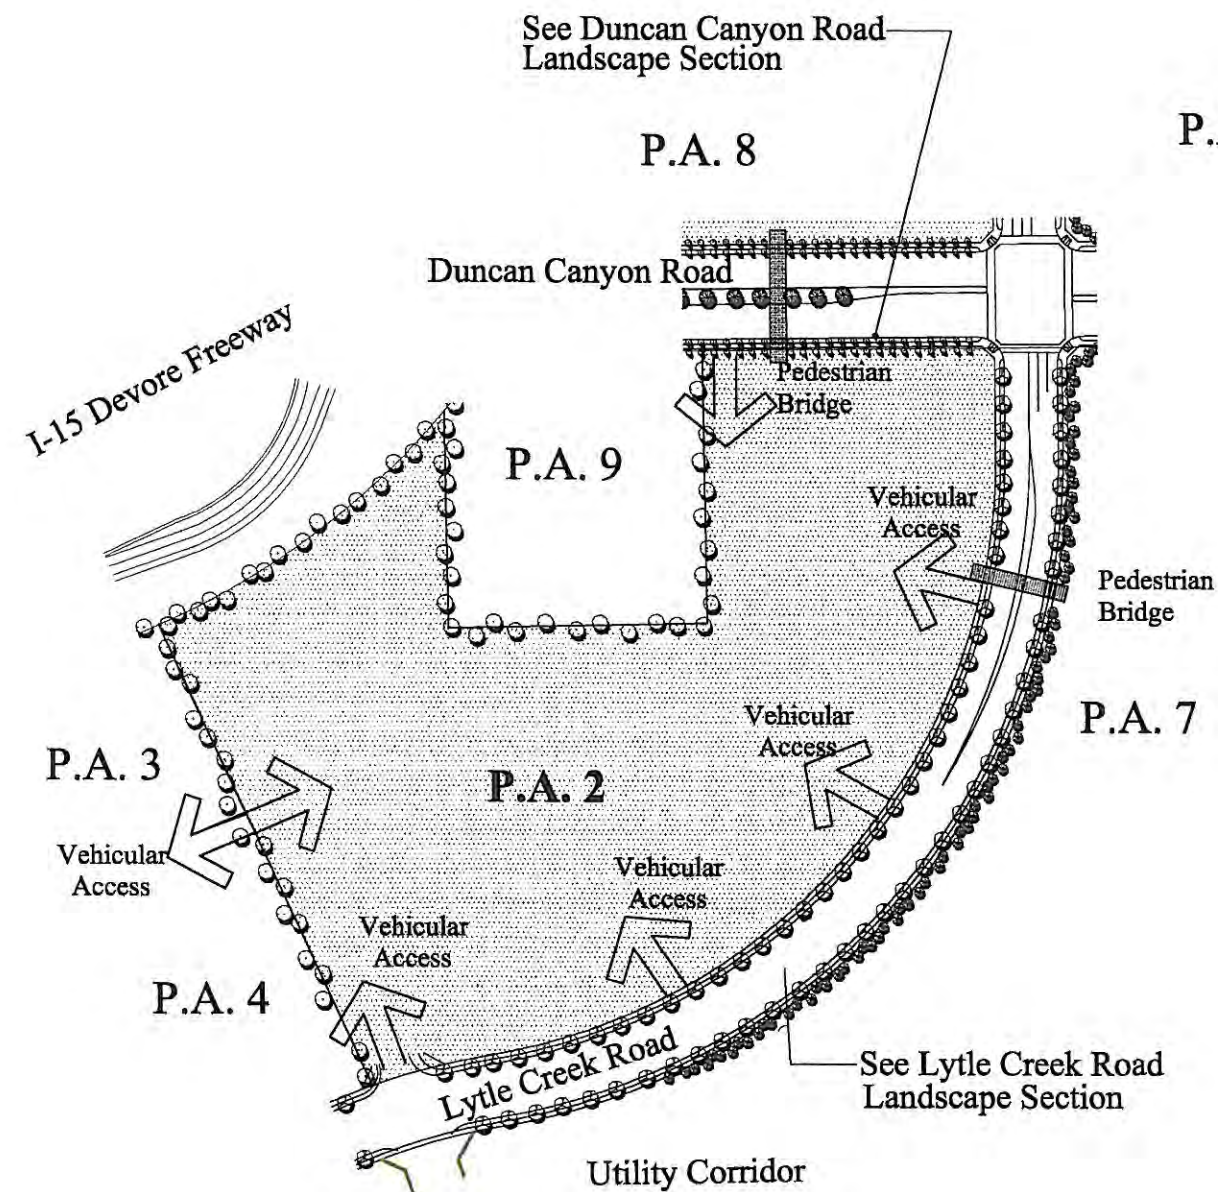 See Duncan Canyon Road
Landscape Section
P.A. 8
P.
Duncan Canyon Road
I-15 Devore Freeway
Pedestrian
Bridge
P.A. 9
Vehicular
Access
Pedestrian
Bridge
P.A. 7
Vehicular
Access
P.A. 3
P.A. 2
Vehicular
Access
Vehicular
Access
Vehicular
Access
P.A. 4
Lytle Creek Road
See Lytle Creek Road
Landscape Section
Utility Corridor